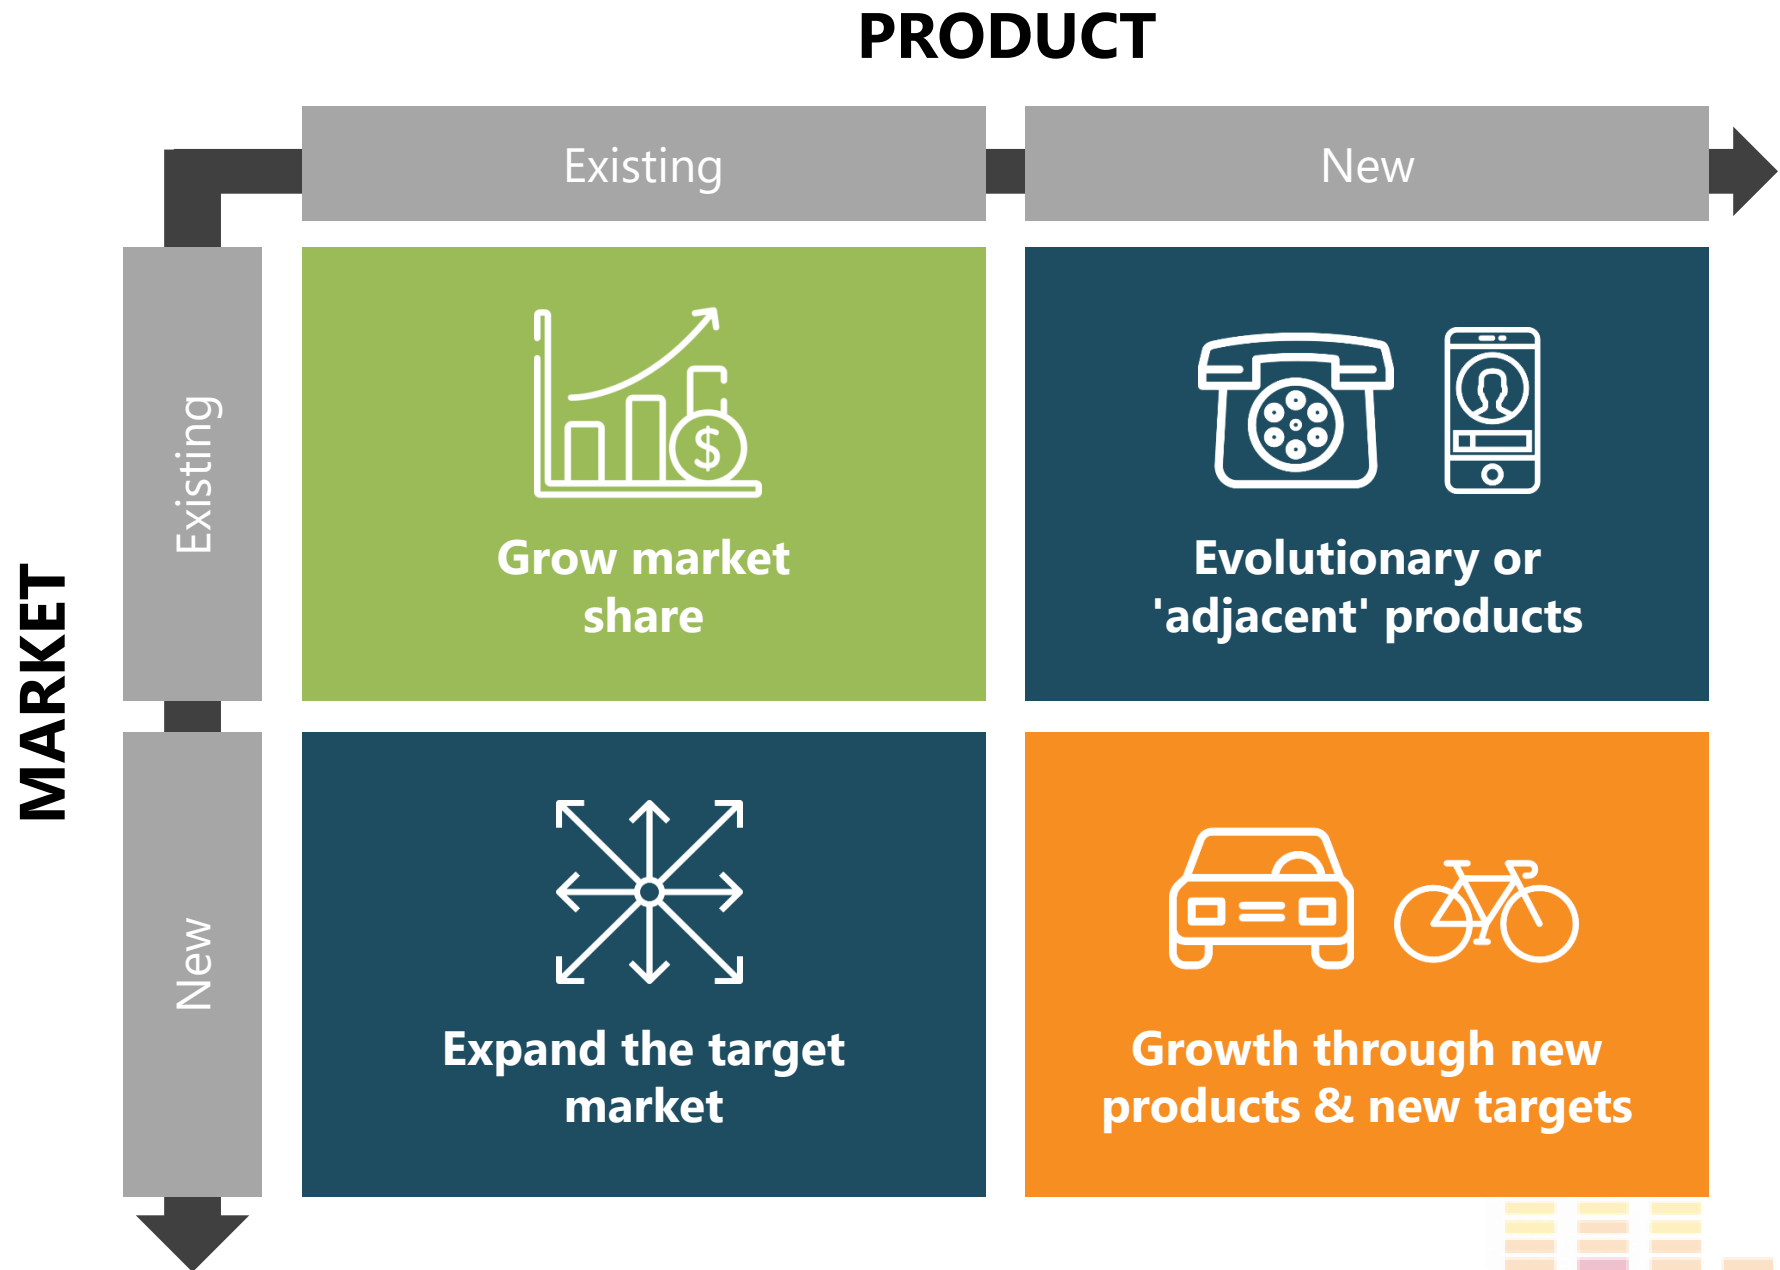 PRODUCT
Existing
New
MARKET
Existing
Grow market
share
Evolutionary or
'adjacent' products
New
Expand the target
market
Growth through new
products & new targets
$